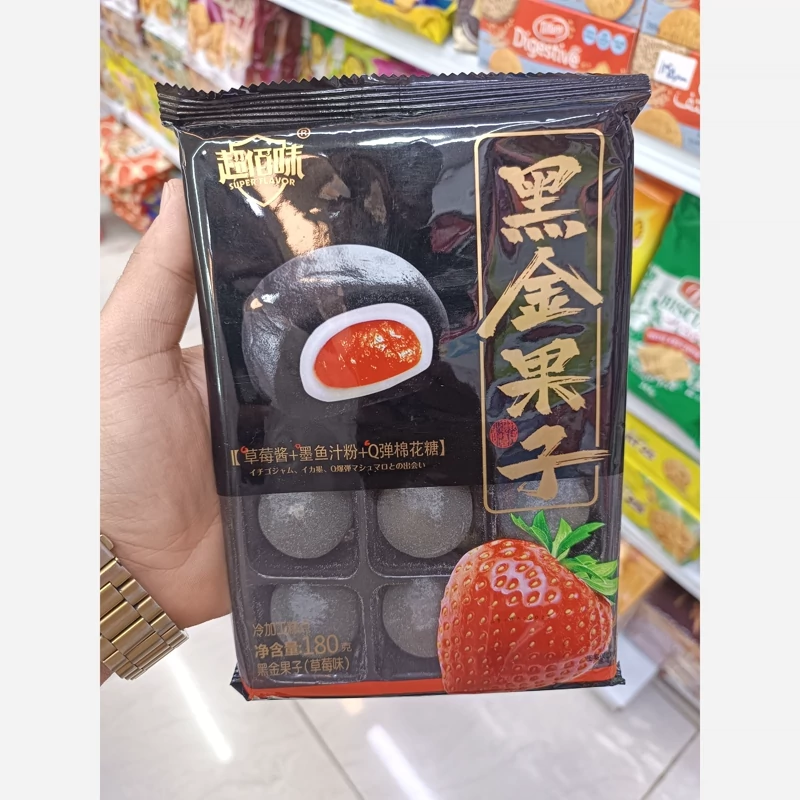 超佰味®
SUPER FLAVOR
黑金果子
【草莓酱+墨鱼汁粉+Q弹棉花糖】
イチゴジャム、イカ墨、Q爆弾マシュマロとの出会い
净含量:180克
黑金果子(草莓味)
Digestive